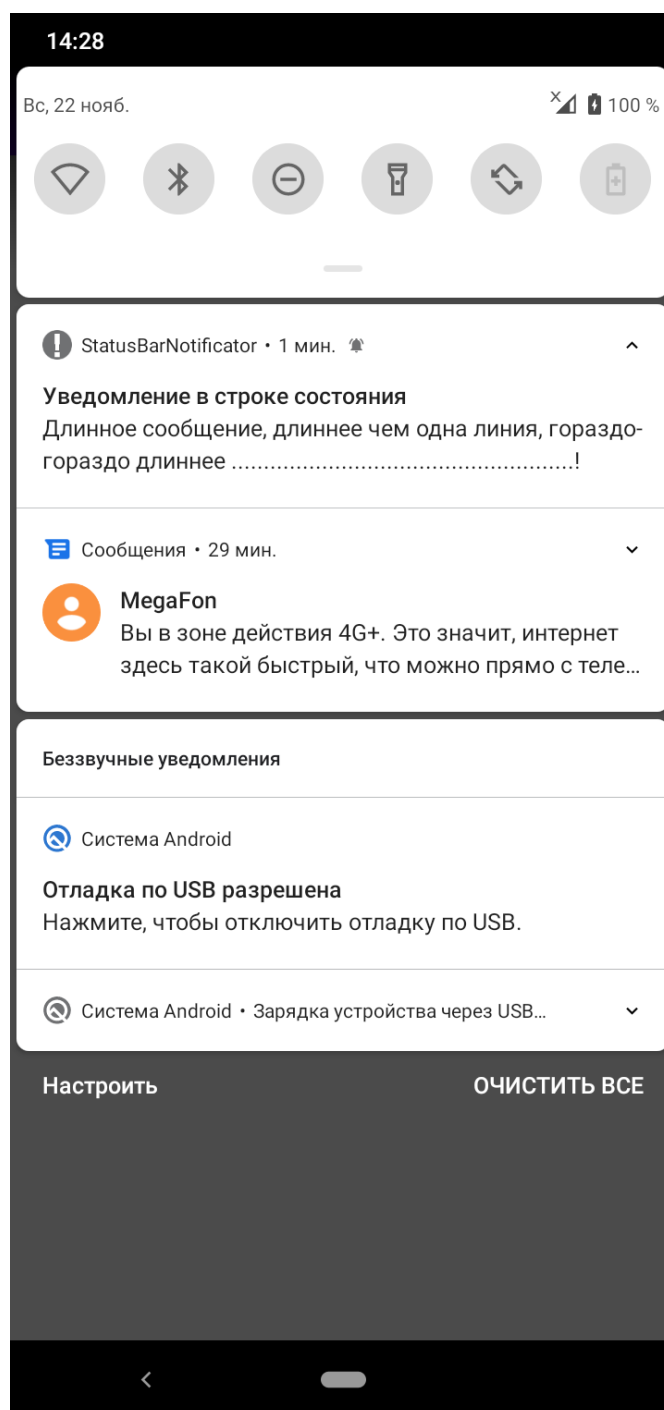 14:28
Вс, 22 нояб.
100 %
StatusBarNotificator • 1 мин.
Уведомление в строке состояния
Длинное сообщение, длиннее чем одна линия, гораздо-
гораздо длиннее ....................................................!
Сообщения • 29 мин.
MegaFon
Вы в зоне действия 4G+. Это значит, интернет
здесь такой быстрый, что можно прямо с теле...
Беззвучные уведомления
Система Android
Отладка по USB разрешена
Нажмите, чтобы отключить отладку по USB.
Система Android • Зарядка устройства через USB...
Настроить
ОЧИСТИТЬ ВСЕ